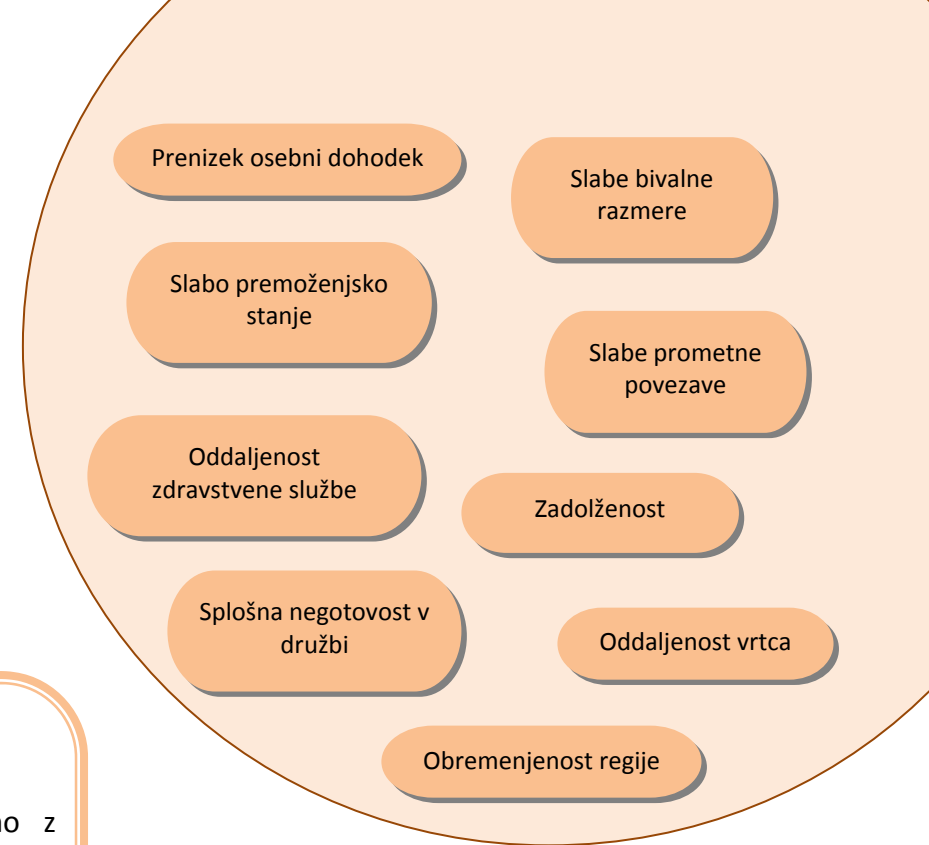 Prenizek osebni dohodek
Slabe bivalne
razmere
Slabo premoženjsko
stanje
Slabe prometne
povezave
Oddaljenost
zdravstvene službe
Zadolženost
Splošna negotovost v
družbi
Oddaljenost vrtca
Obremenjenost regije
z